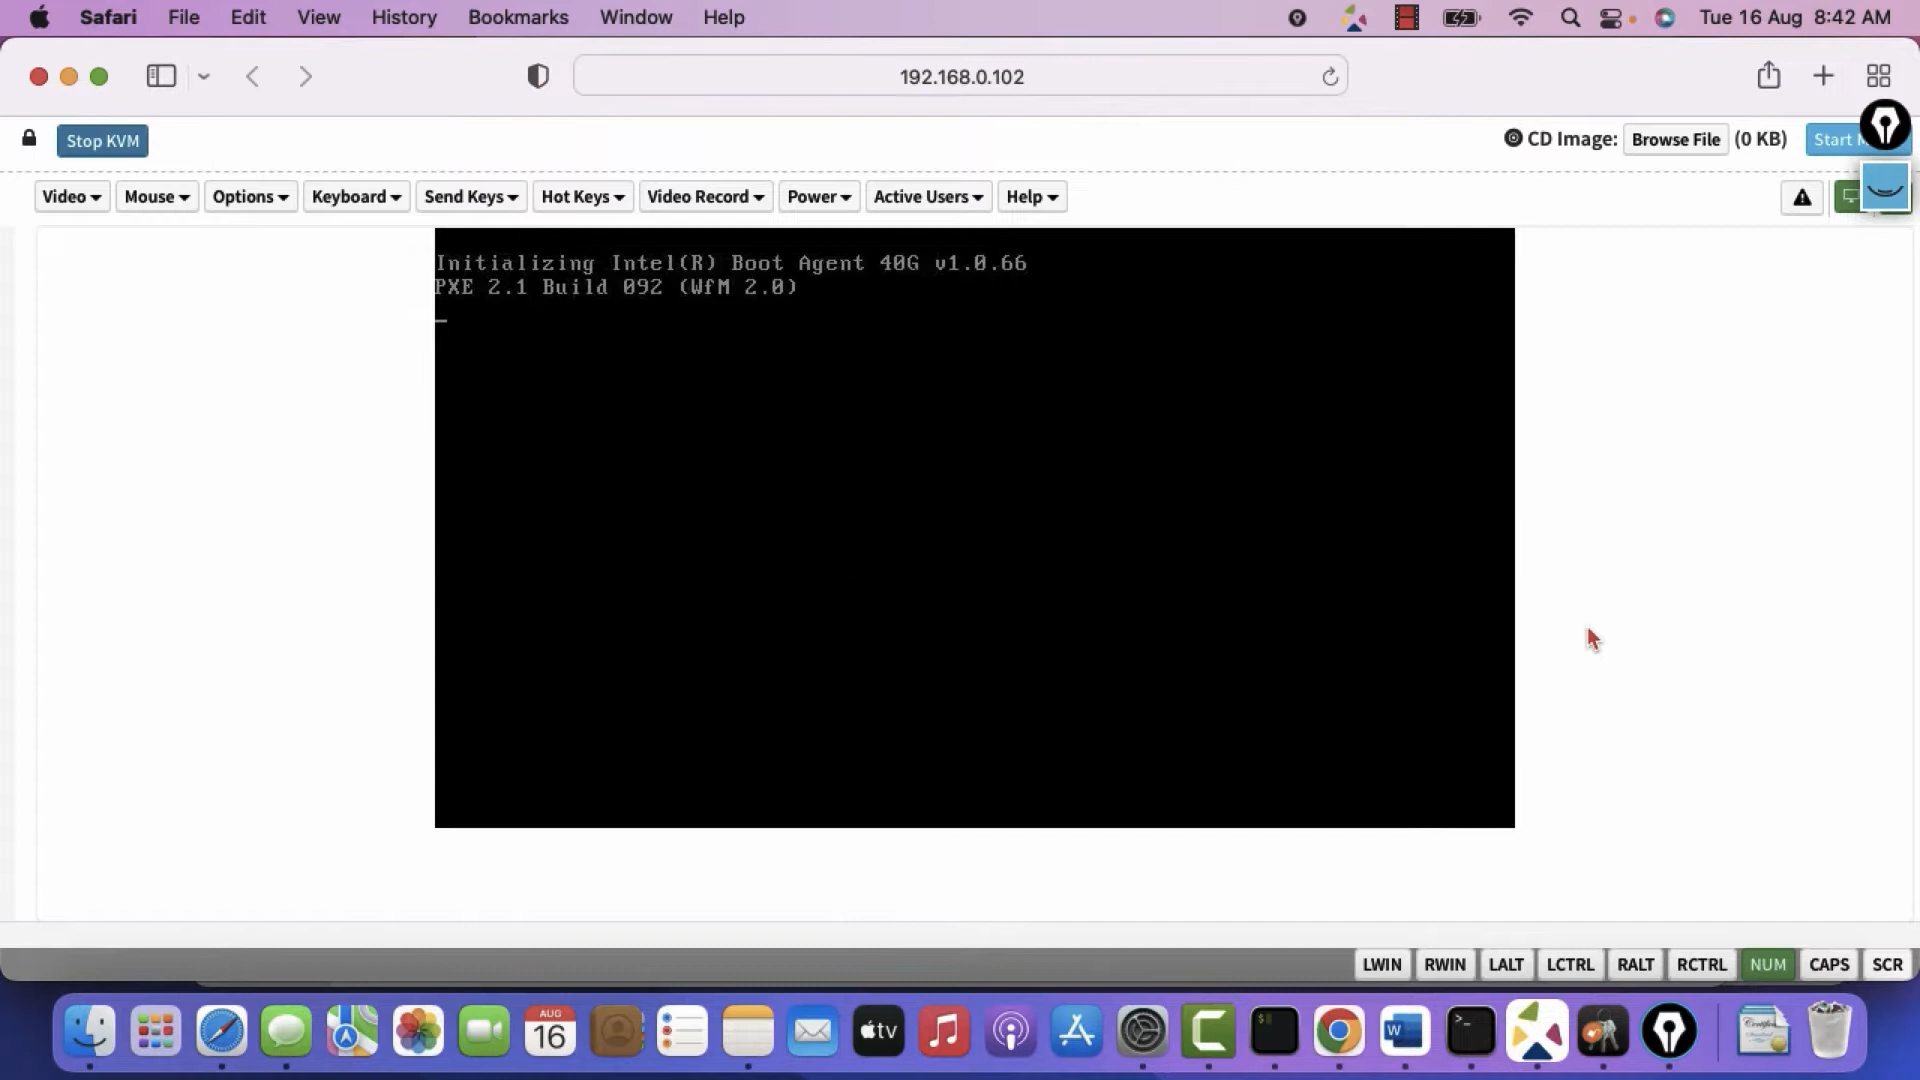 Safari File Edit View History Bookmarks Window Help Tue 16 Aug 8:42 AM
192.168.0.102
Stop KVM CD Image: Browse File (0 KB) Start
Video Mouse Options Keyboard Send Keys Hot Keys Video Record Power Active Users Help
Initializing Intel(R) Boot Agent 40G v1.0.66
PXE 2.1 Build 092 (WfM 2.0)
_
LWIN RWIN LALT LCTRL RALT RCTRL NUM CAPS SCR
AUG
16
tv
W
>_